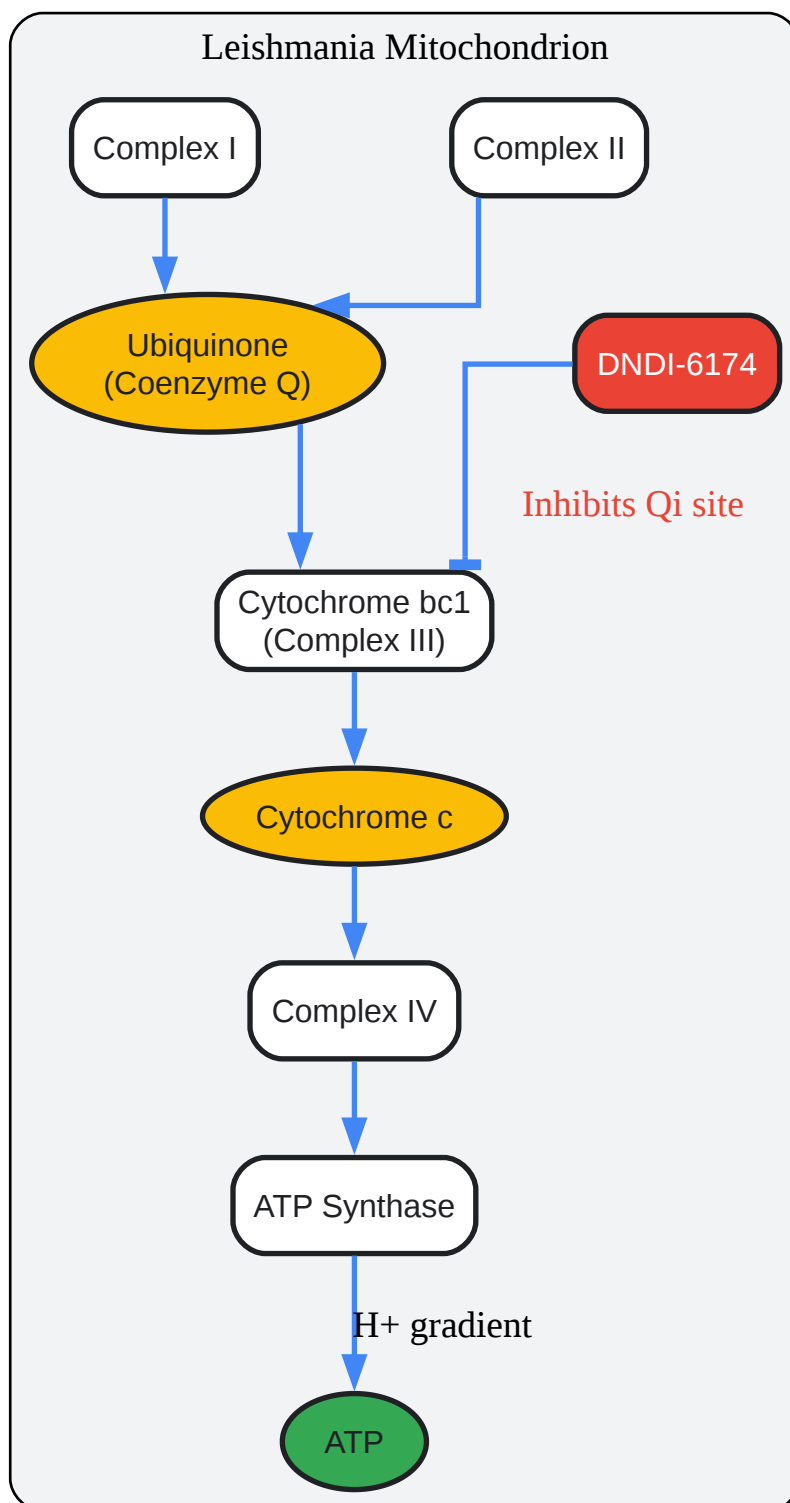 Leishmania Mitochondrion
Complex I
Complex II
Ubiquinone
(Coenzyme Q)
DNDI-6174
Inhibits Qi site
Cytochrome bc1
(Complex III)
Cytochrome c
Complex IV
ATP Synthase
H+ gradient
ATP